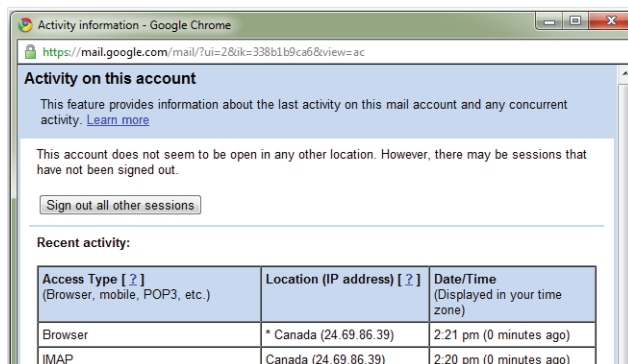 Activity information - Google Chrome
https://mail.google.com/mail/?ui=2&ik=338b1b9ca6&view=ac
Activity on this account
This feature provides information about the last activity on this mail account and any concurrent
activity. Learn more
This account does not seem to be open in any other location. However, there may be sessions that
have not been signed out.
Sign out all other sessions
Recent activity:
Access Type [ ? ] Location (IP address) [ ? ] Date/Time
(Browser, mobile, POP3, etc.) (Displayed in your time
zone)
Browser * Canada (24.69.86.39) 2:21 pm (0 minutes ago)
IMAP Canada (24.69.86.39) 2:20 pm (0 minutes ago)